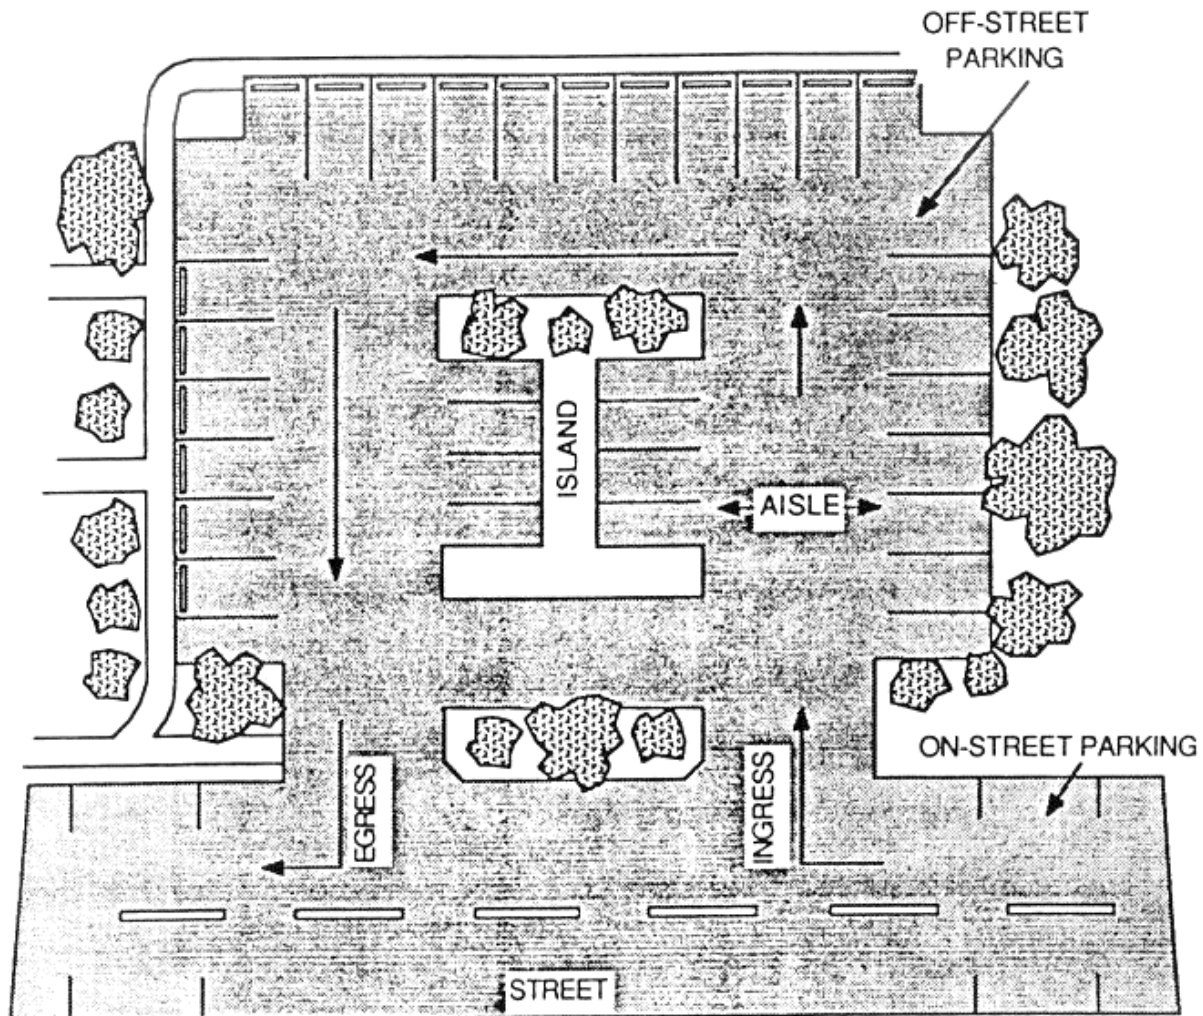 OFF-STREET
PARKING
ISLAND
AISLE
ON-STREET PARKING
EGRESS
INGRESS
STREET